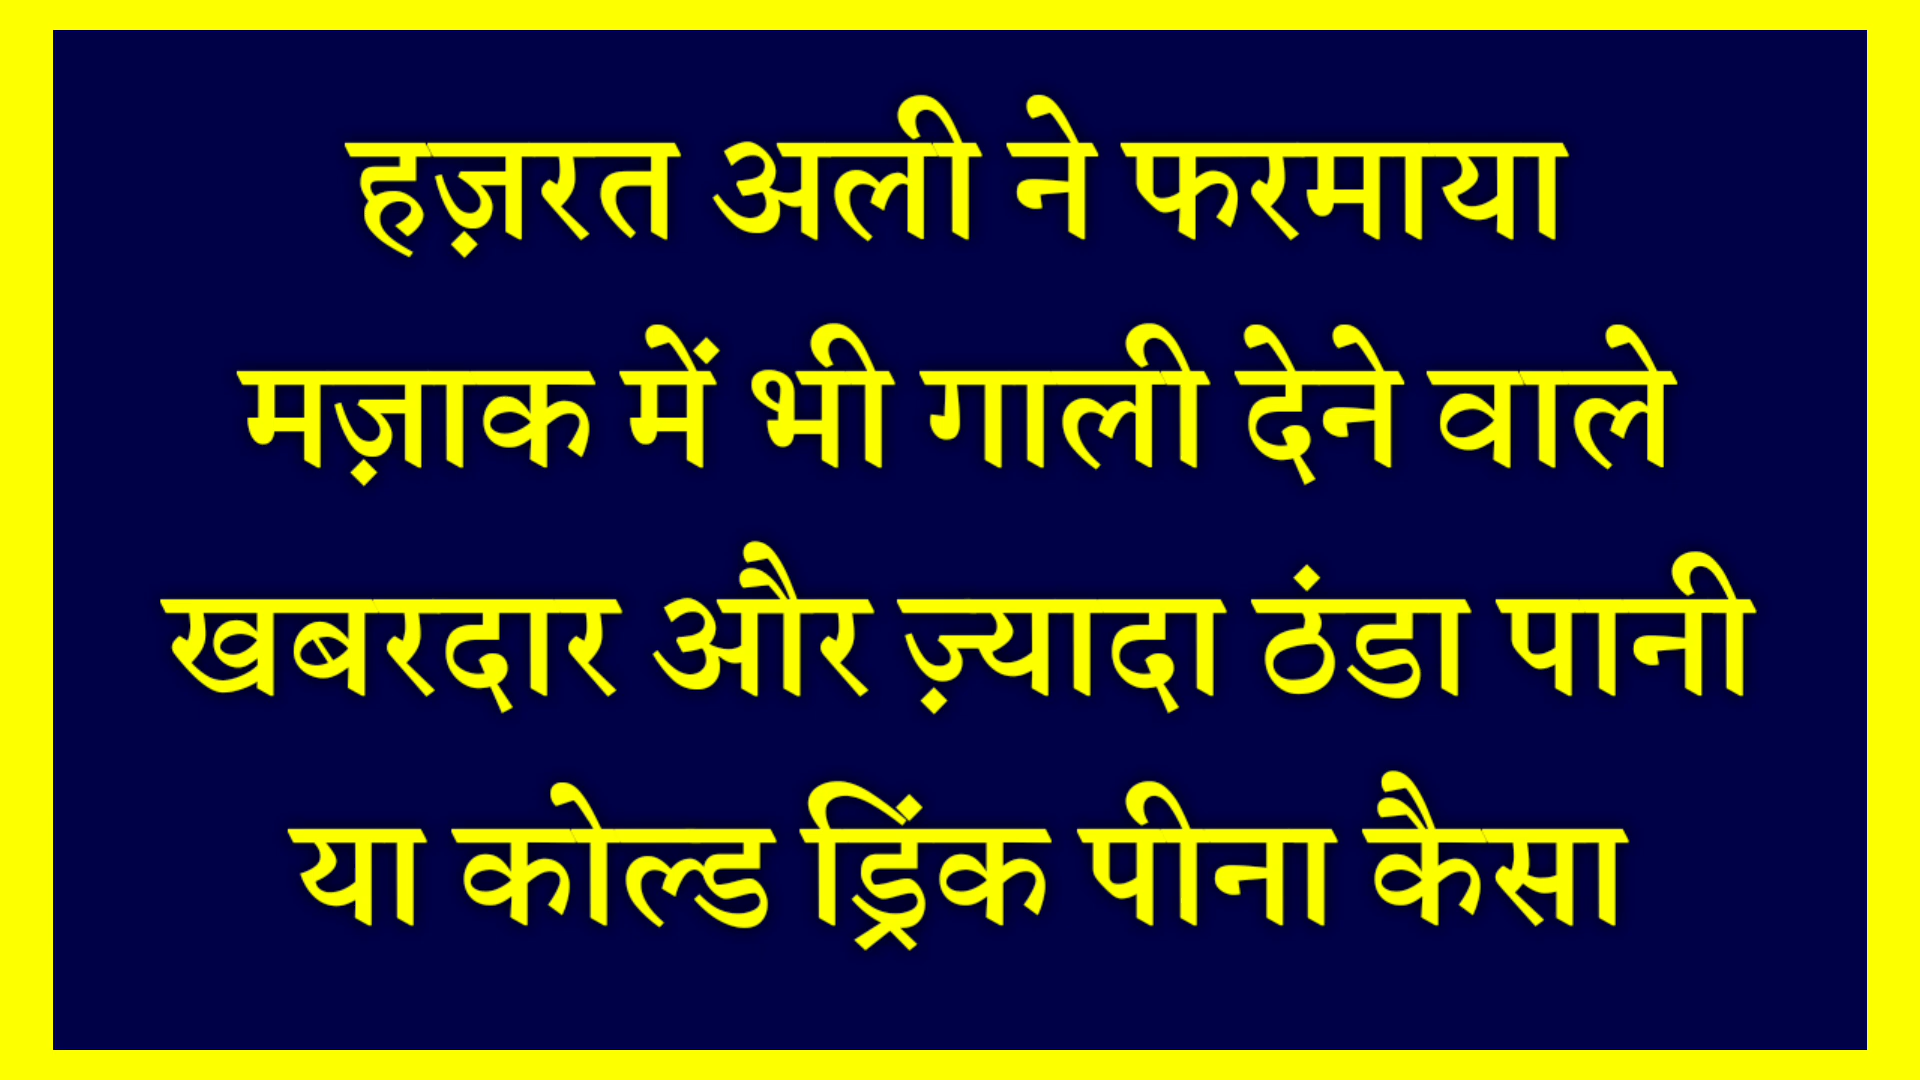 हज़रत अली ने फरमाया
मज़ाक में भी गाली देने वाले
खबरदार और ज़्यादा ठंडा पानी
या कोल्ड ड्रिंक पीना कैसा